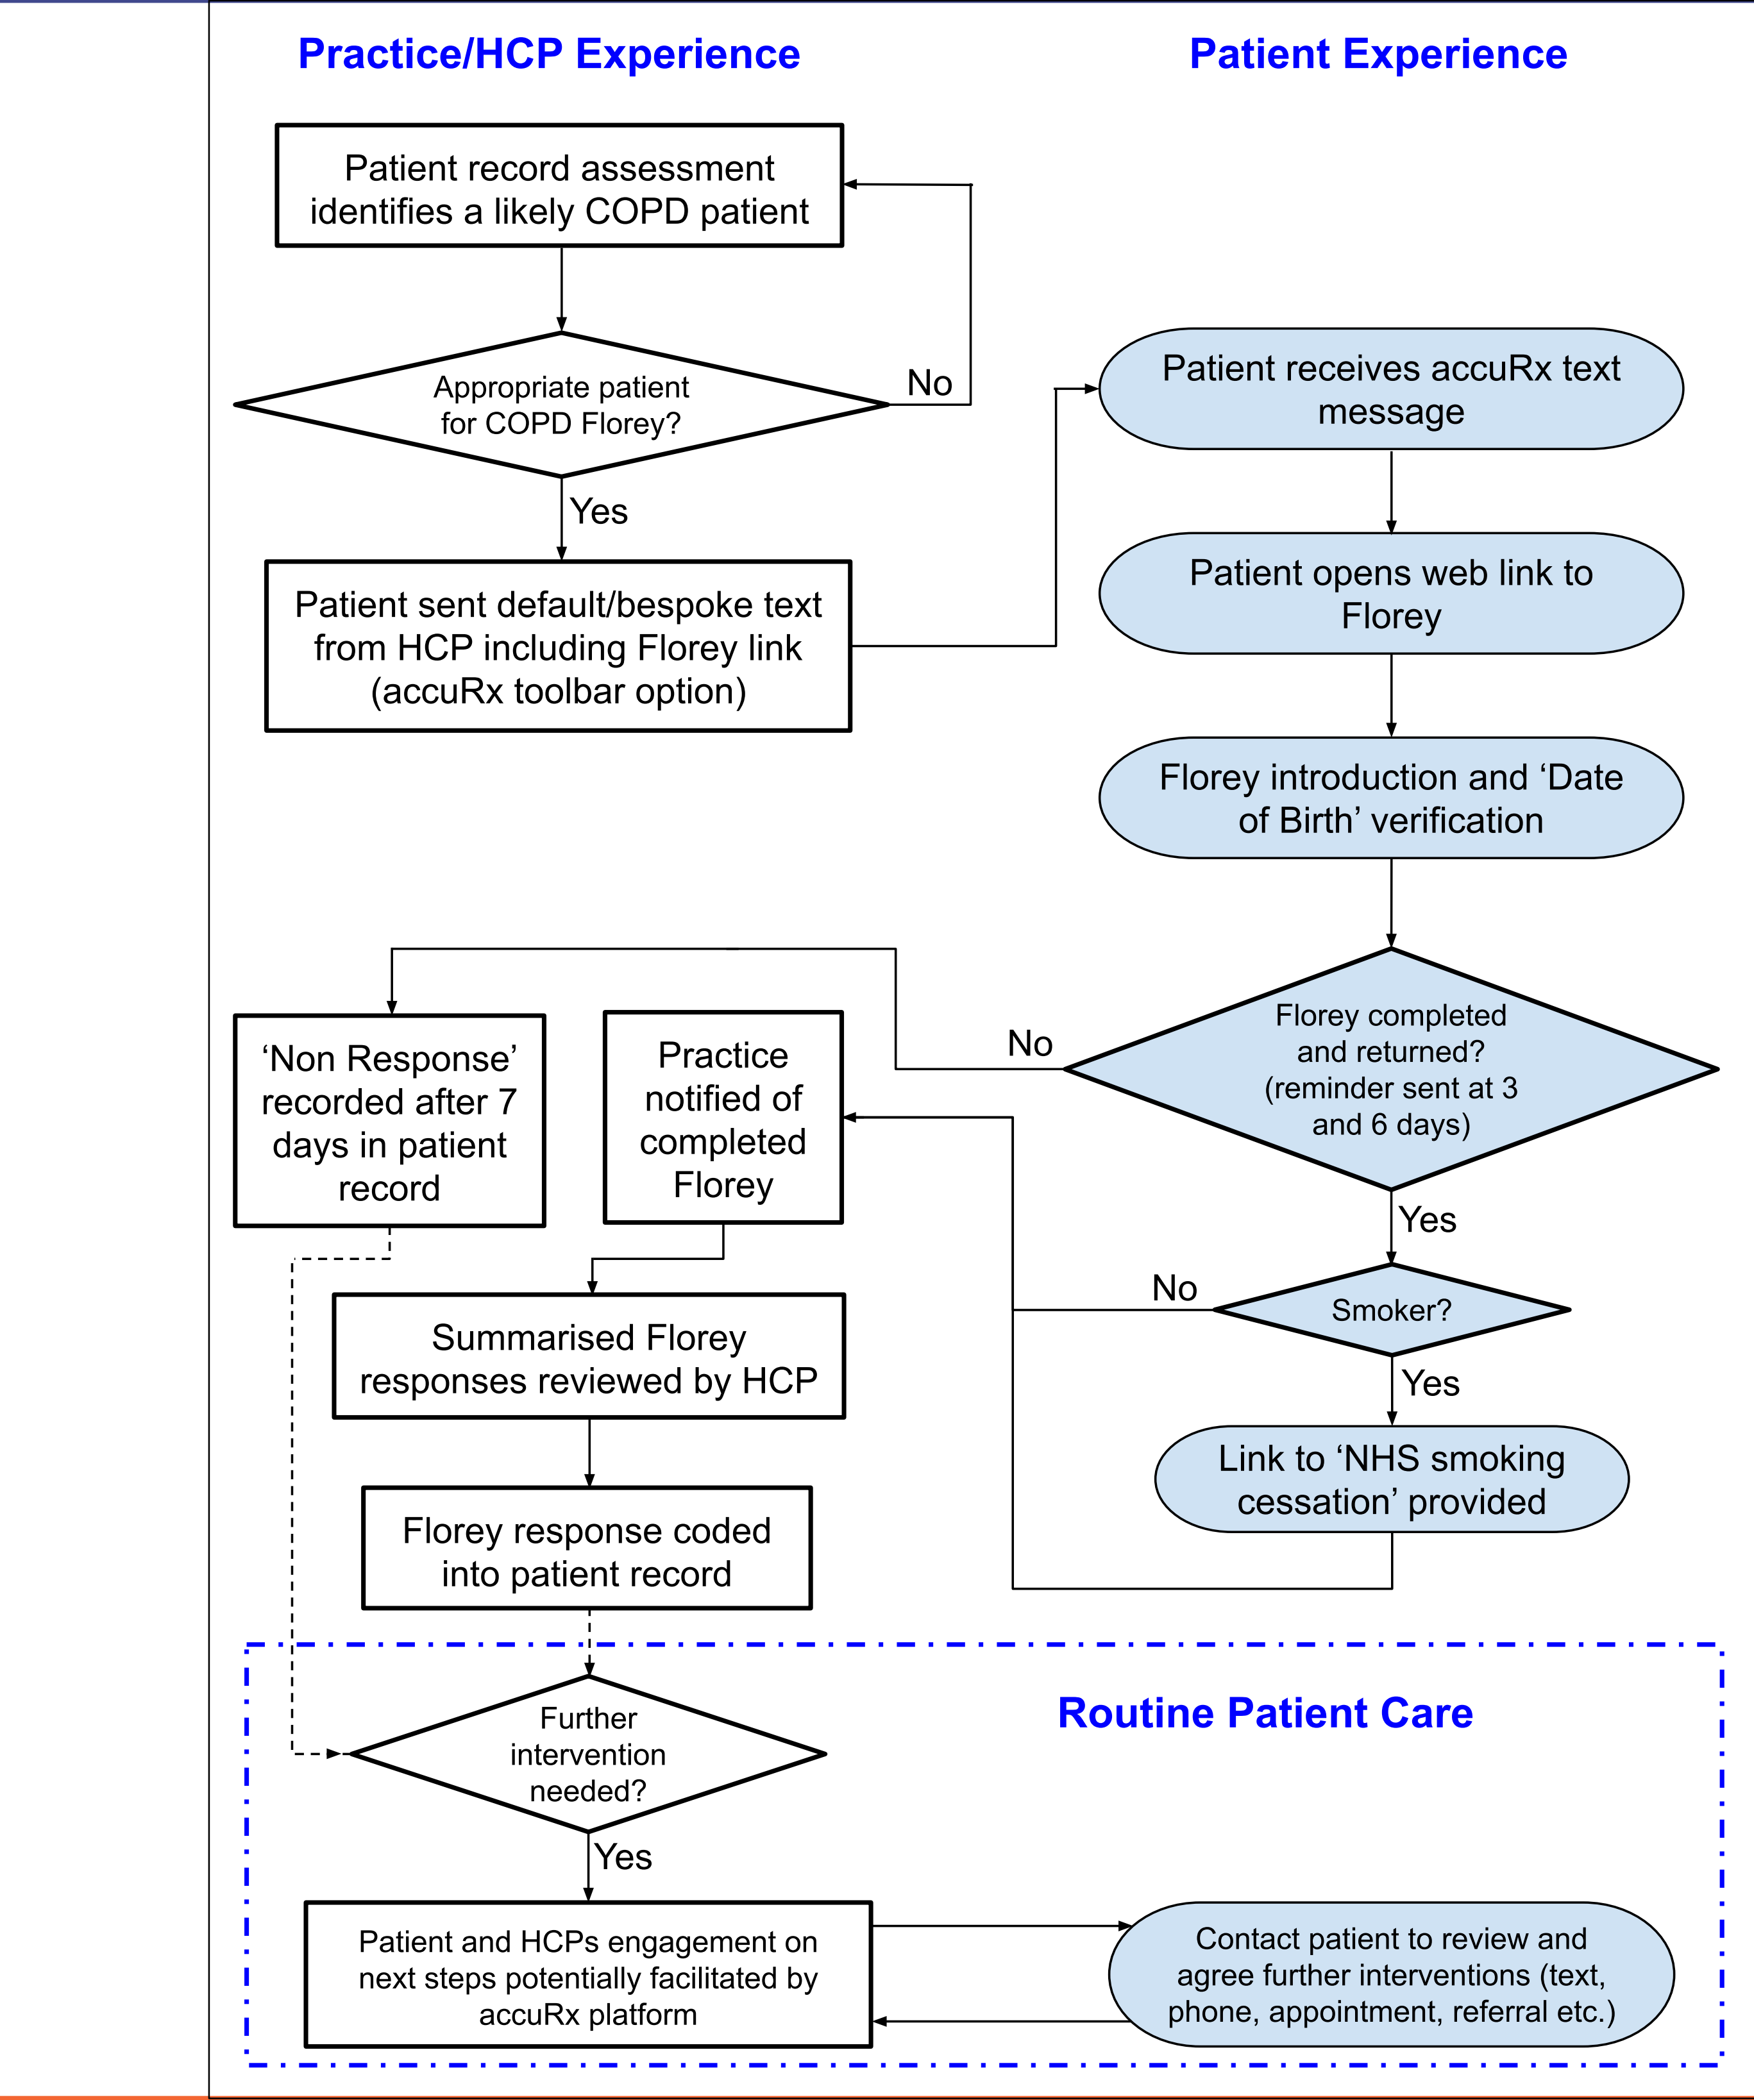 Practice/HCP Experience
Patient Experience
Patient record assessment
identifies a likely COPD patient
Appropriate patient
for COPD Florey?
No
Yes
Patient sent default/bespoke text
from HCP including Florey link
(accuRx toolbar option)
Patient receives accuRx text
message
Patient opens web link to
Florey
Florey introduction and ‘Date
of Birth’ verification
Florey completed
and returned?
(reminder sent at 3
and 6 days)
No
Yes
‘Non Response’
recorded after 7
days in patient
record
Practice
notified of
completed
Florey
Smoker?
No
Yes
Link to ‘NHS smoking
cessation’ provided
Summarised Florey
responses reviewed by HCP
Florey response coded
into patient record
Routine Patient Care
Further
intervention
needed?
Yes
Patient and HCPs engagement on
next steps potentially facilitated by
accuRx platform
Contact patient to review and
agree further interventions (text,
phone, appointment, referral etc.)